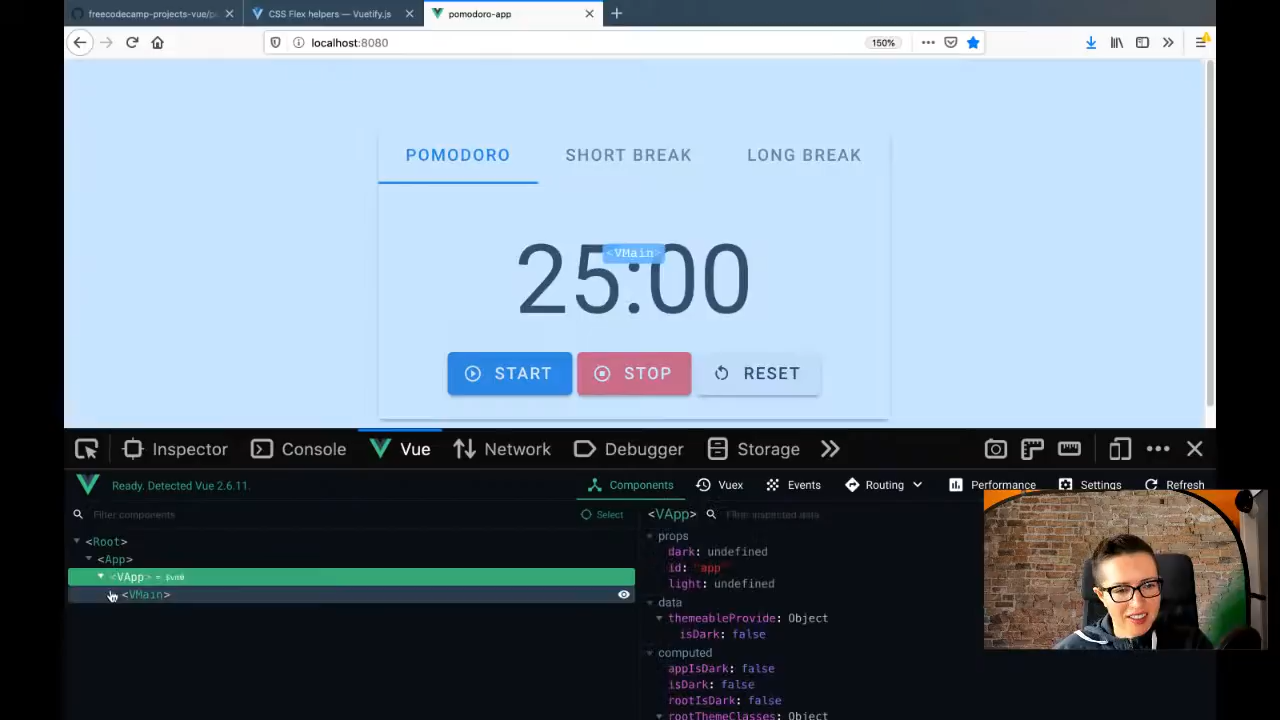 freecodecamp-projects-vue/p
CSS Flex helpers — Vuetify.js
pomodoro-app
localhost:8080
150%
POMODORO
SHORT BREAK
LONG BREAK
<VMain>
25:00
START
STOP
RESET
Inspector
Console
Vue
Network
Debugger
Storage
Ready. Detected Vue 2.6.11.
Components
Vuex
Events
Routing
Performance
Settings
Refresh
Filter components
Select
<VApp>
Filter inspected data
<Root>
<App>
<VApp> = $vm0
<VMain>
props
dark: undefined
id: "app"
light: undefined
data
themeableProvide: Object
isDark: false
computed
appIsDark: false
isDark: false
rootIsDark: false
rootThemeClasses: Object